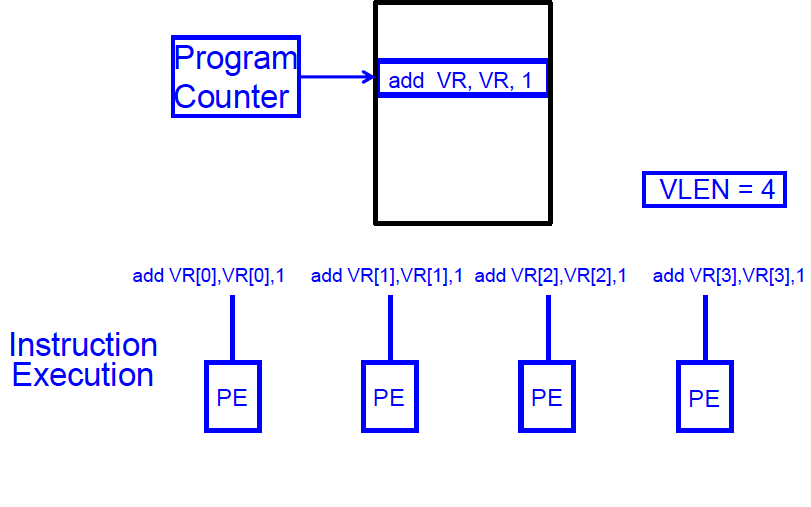 Program
Counter
add VR, VR, 1
VLEN = 4
add VR[0],VR[0],1
add VR[1],VR[1],1
add VR[2],VR[2],1
add VR[3],VR[3],1
Instruction
Execution
PE
PE
PE
PE